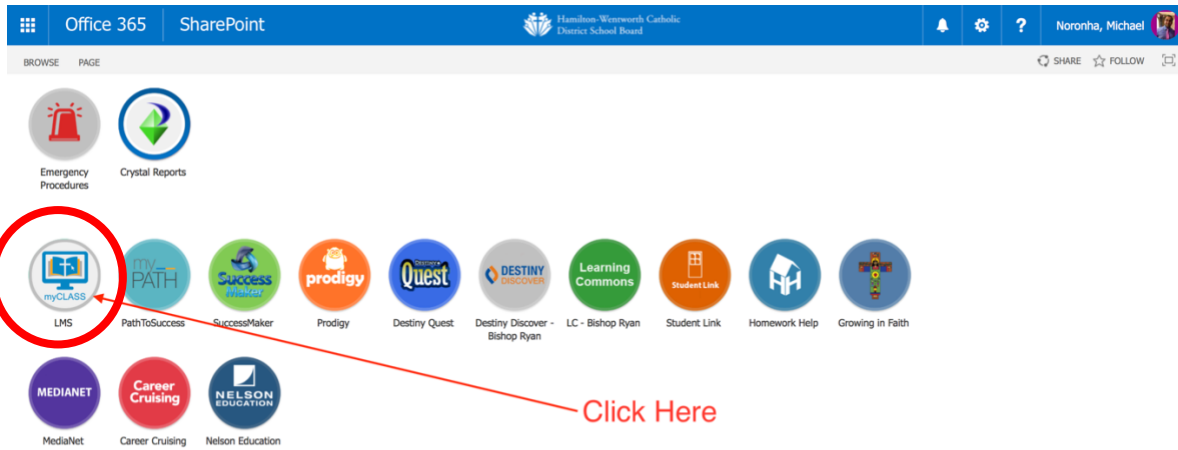 Office 365
SharePoint
Hamilton-Wentworth Catholic
District School Board
?
Noronha, Michael
BROWSE
PAGE
SHARE
FOLLOW
Emergency
Procedures
Crystal Reports
myCLASS
my
PATH
Success
Maker
prodigy
Destiny
Quest
DESTINY
DISCOVER
Learning
Commons
Student Link
HH
LMS
PathToSuccess
SuccessMaker
Prodigy
Destiny Quest
Destiny Discover -
Bishop Ryan
LC - Bishop Ryan
Student Link
Homework Help
Growing in Faith
MEDIANET
Career
Cruising
NELSON
EDUCATION
Click Here
MediaNet
Career Cruising
Nelson Education